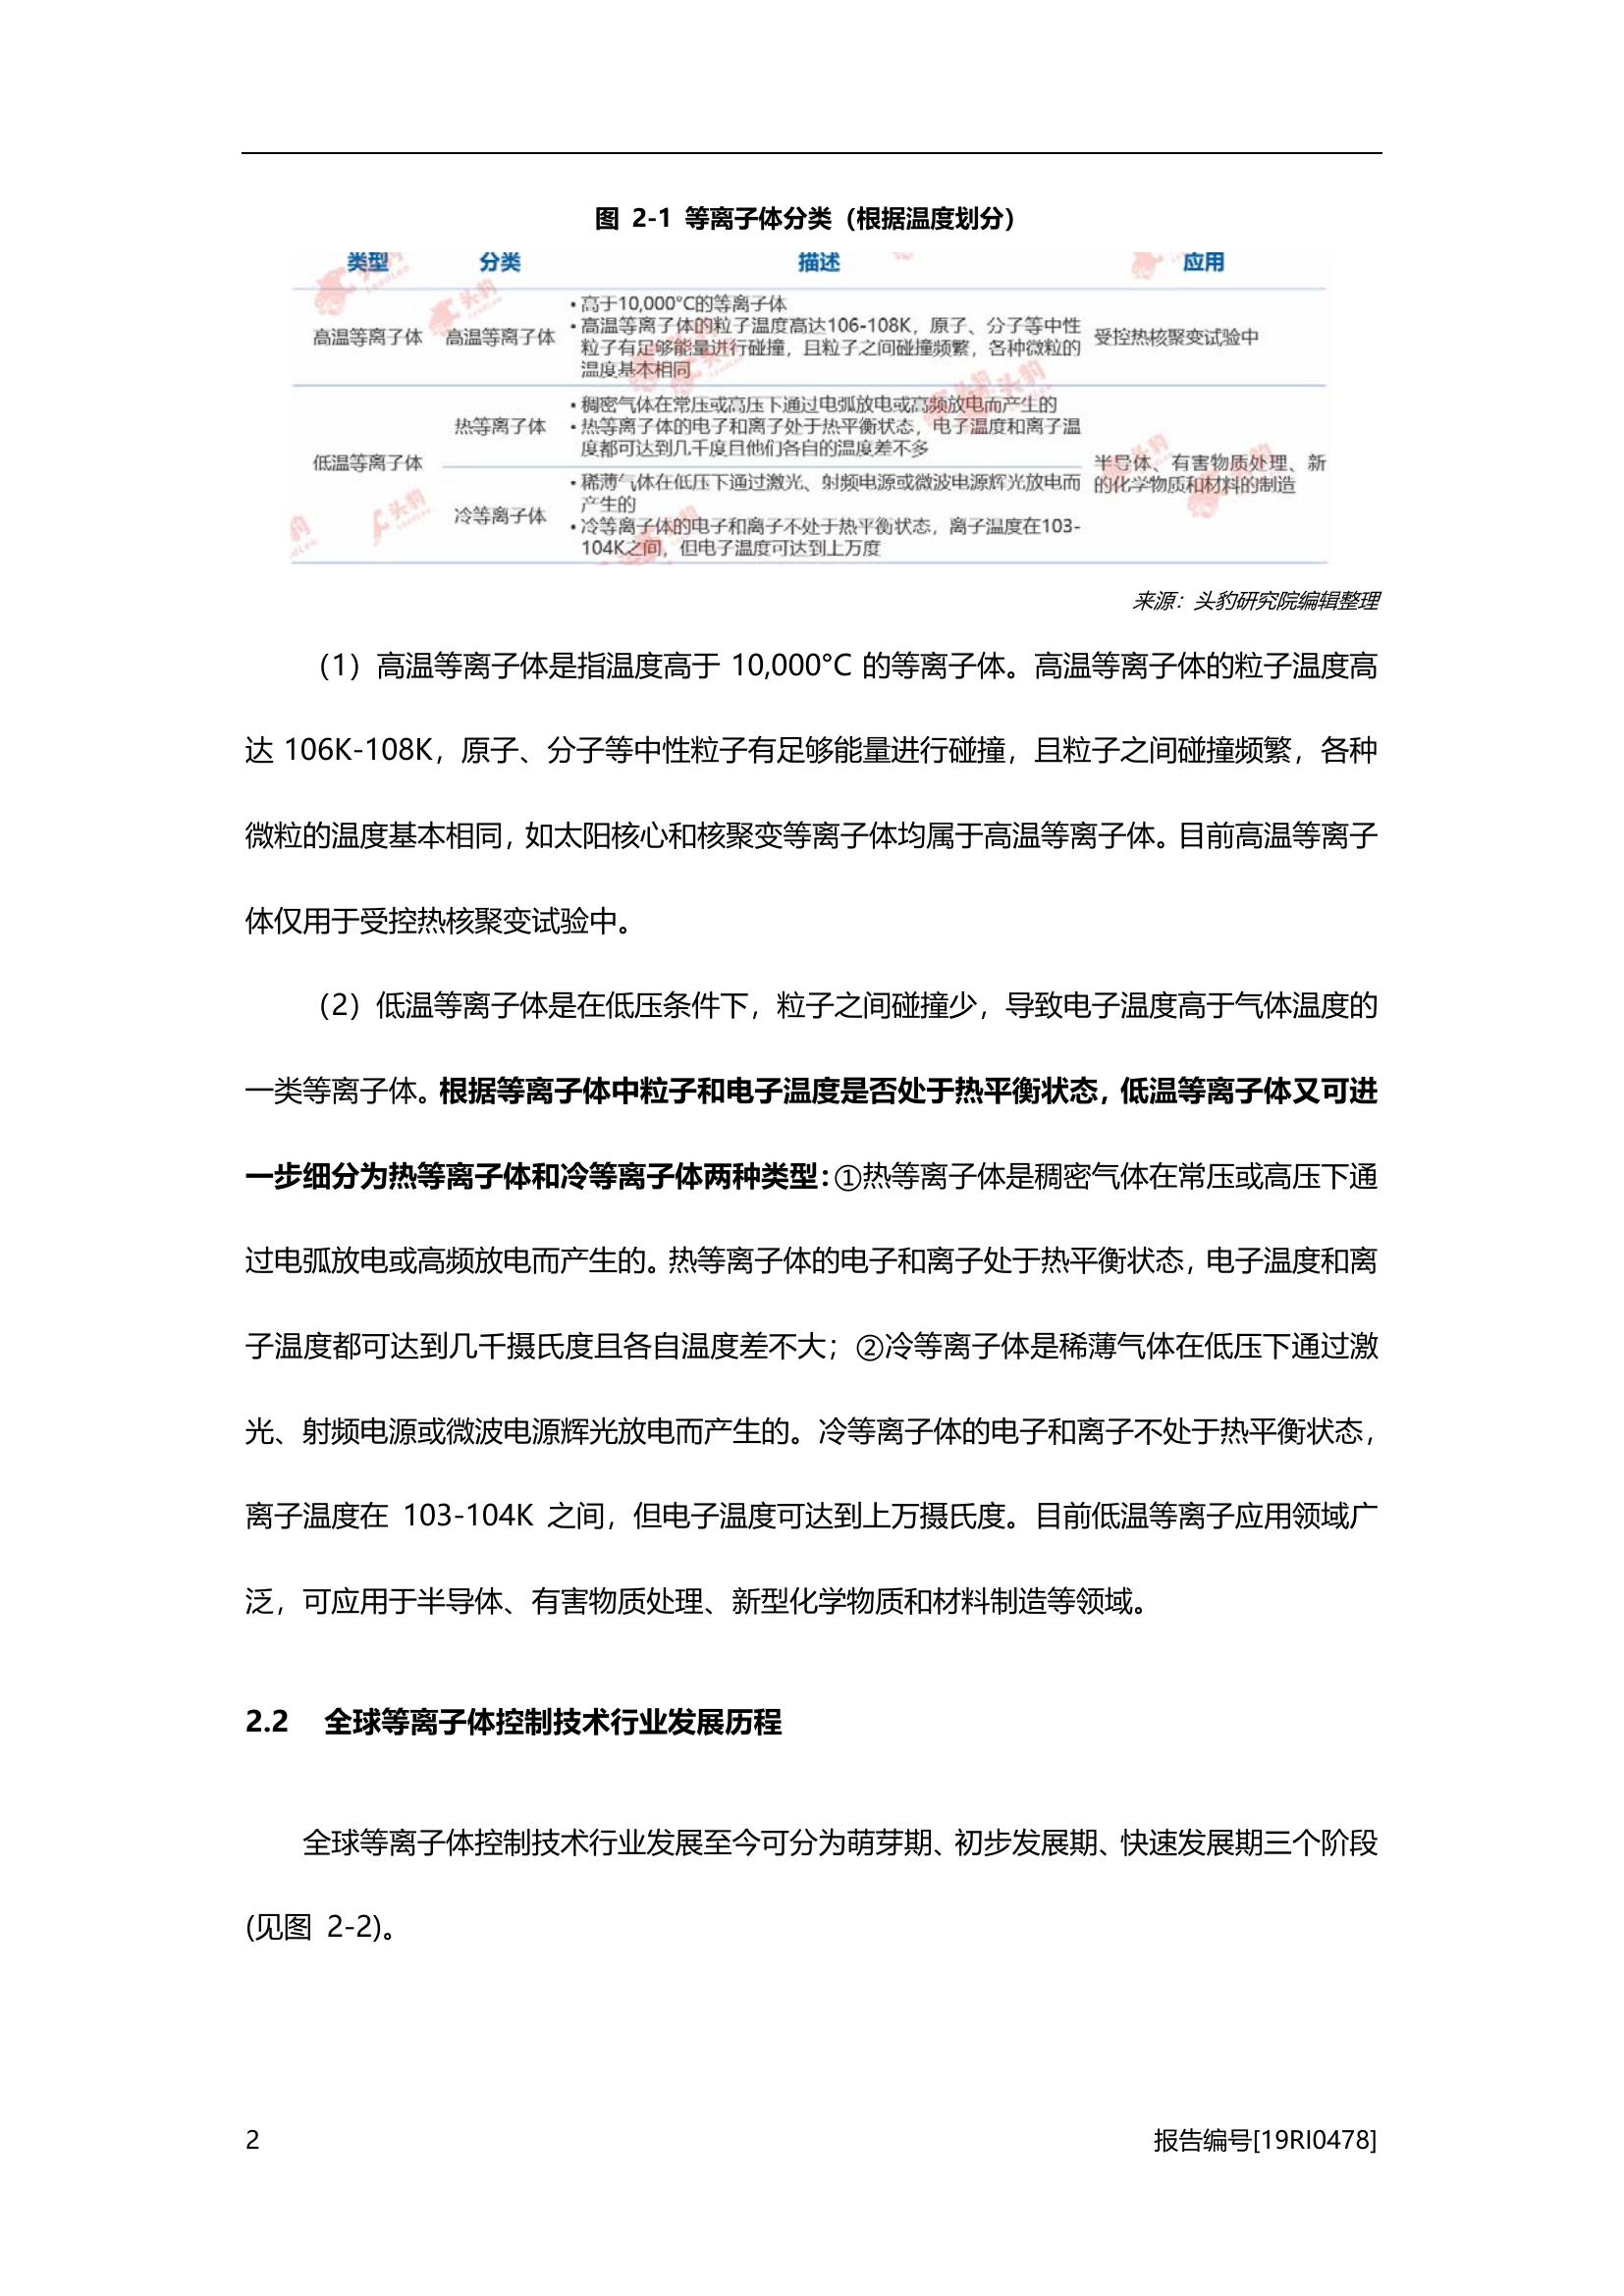 图 2-1 等离子体分类（根据温度划分）
类型 分类 描述 应用
高温等离子体 高温等离子体
• 高于10,000°C的等离子体
• 高温等离子体的粒子温度高达106-108K，原子、分子等中性
粒子有足够能量进行碰撞，且粒子之间碰撞频繁，各种微粒的
温度基本相同
受控热核聚变试验中
低温等离子体
热等离子体
• 稠密气体在常压或高压下通过电弧放电或高频放电而产生的
• 热等离子体的电子和离子处于热平衡状态，电子温度和离子温
度都可达到几千度且他们各自的温度差不多
冷等离子体
• 稀薄气体在低压下通过激光、射频电源或微波电源辉光放电而
产生的
• 冷等离子体的电子和离子不处于热平衡状态，离子温度在103-
104K之间，但电子温度可达到上万度
半导体、有害物质处理、新
的化学物质和材料的制造
来源：头豹研究院编辑整理
（1）高温等离子体是指温度高于 10,000°C 的等离子体。高温等离子体的粒子温度高
达 106K-108K，原子、分子等中性粒子有足够能量进行碰撞，且粒子之间碰撞频繁，各种
微粒的温度基本相同，如太阳核心和核聚变等离子体均属于高温等离子体。目前高温等离子
体仅用于受控热核聚变试验中。
（2）低温等离子体是在低压条件下，粒子之间碰撞少，导致电子温度高于气体温度的
一类等离子体。根据等离子体中粒子和电子温度是否处于热平衡状态，低温等离子体又可进
一步细分为热等离子体和冷等离子体两种类型：①热等离子体是稠密气体在常压或高压下通
过电弧放电或高频放电而产生的。热等离子体的电子和离子处于热平衡状态，电子温度和离
子温度都可达到几千摄氏度且各自温度差不大；②冷等离子体是稀薄气体在低压下通过激
光、射频电源或微波电源辉光放电而产生的。冷等离子体的电子和离子不处于热平衡状态，
离子温度在 103-104K 之间，但电子温度可达到上万摄氏度。目前低温等离子应用领域广
泛，可应用于半导体、有害物质处理、新型化学物质和材料制造等领域。
2.2 全球等离子体控制技术行业发展历程
全球等离子体控制技术行业发展至今可分为萌芽期、初步发展期、快速发展期三个阶段
(见图 2-2)。
2 报告编号[19RI0478]